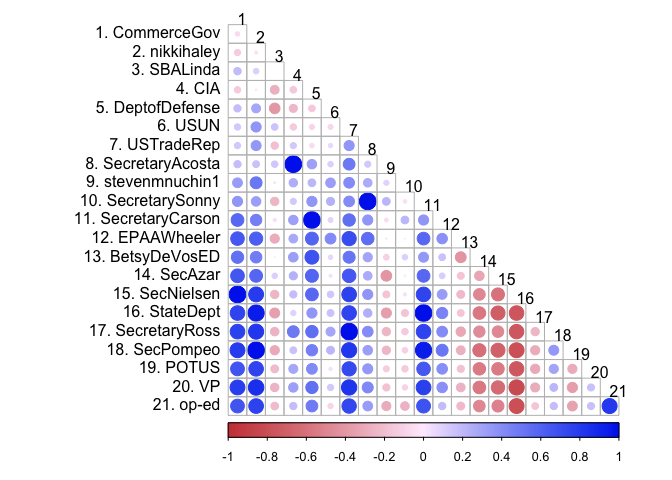 1
1. CommerceGov 2
2. nikkihaley 3
3. SBALinda 4
4. CIA 5
5. DeptofDefense 6
6. USUN 7
7. USTradeRep 8
8. SecretaryAcosta 9
9. stevenmnuchin1 10
10. SecretarySonny 11
11. SecretaryCarson 12
12. EPAAWheeler 13
13. BetsyDeVosED 14
14. SecAzar 15
15. SecNielsen 16
16. StateDept 17
17. SecretaryRoss 18
18. SecPompeo 19
19. POTUS 20
20. VP 21
21. op-ed
-1 -0.8 -0.6 -0.4 -0.2 0 0.2 0.4 0.6 0.8 1